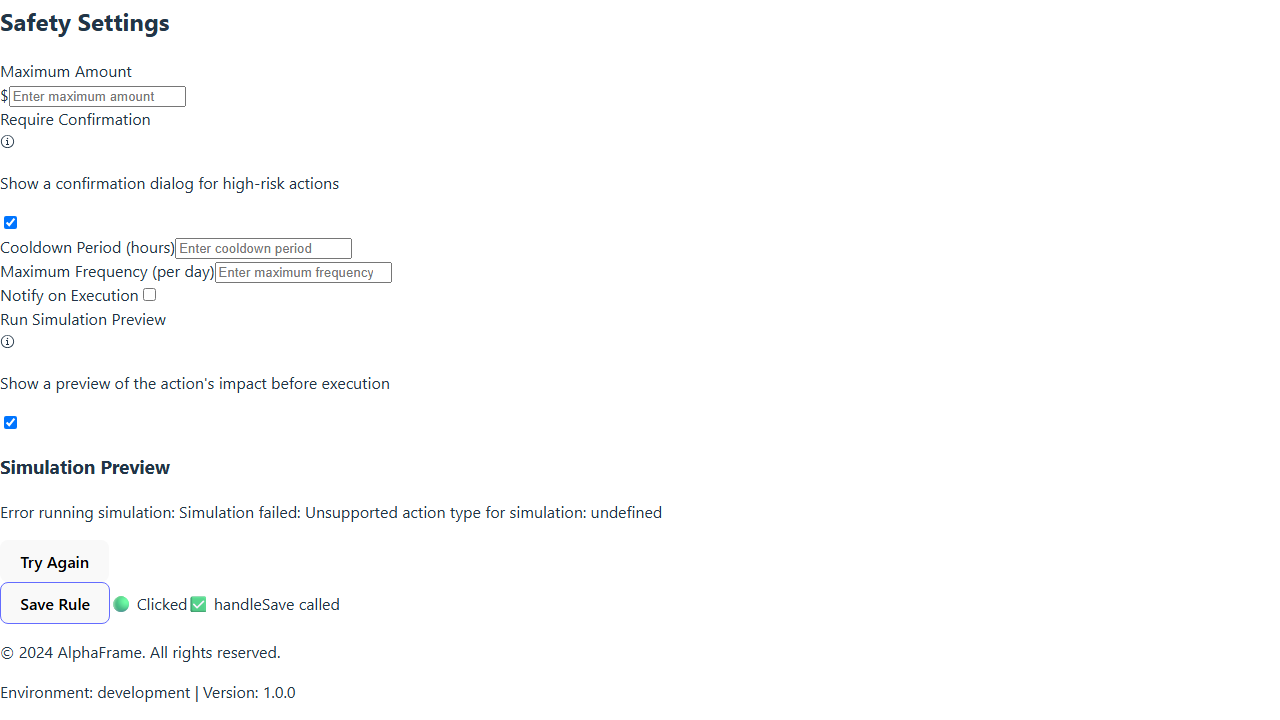 Safety Settings
Maximum Amount
$Enter maximum amount
Require Confirmation
Show a confirmation dialog for high-risk actions
Cooldown Period (hours)Enter cooldown period
Maximum Frequency (per day)Enter maximum frequency
Notify on Execution
Run Simulation Preview
Show a preview of the action's impact before execution
Simulation Preview
Error running simulation: Simulation failed: Unsupported action type for simulation: undefined
Try Again
Save Rule 🟢 Clicked✅ handleSave called
© 2024 AlphaFrame. All rights reserved.
Environment: development | Version: 1.0.0